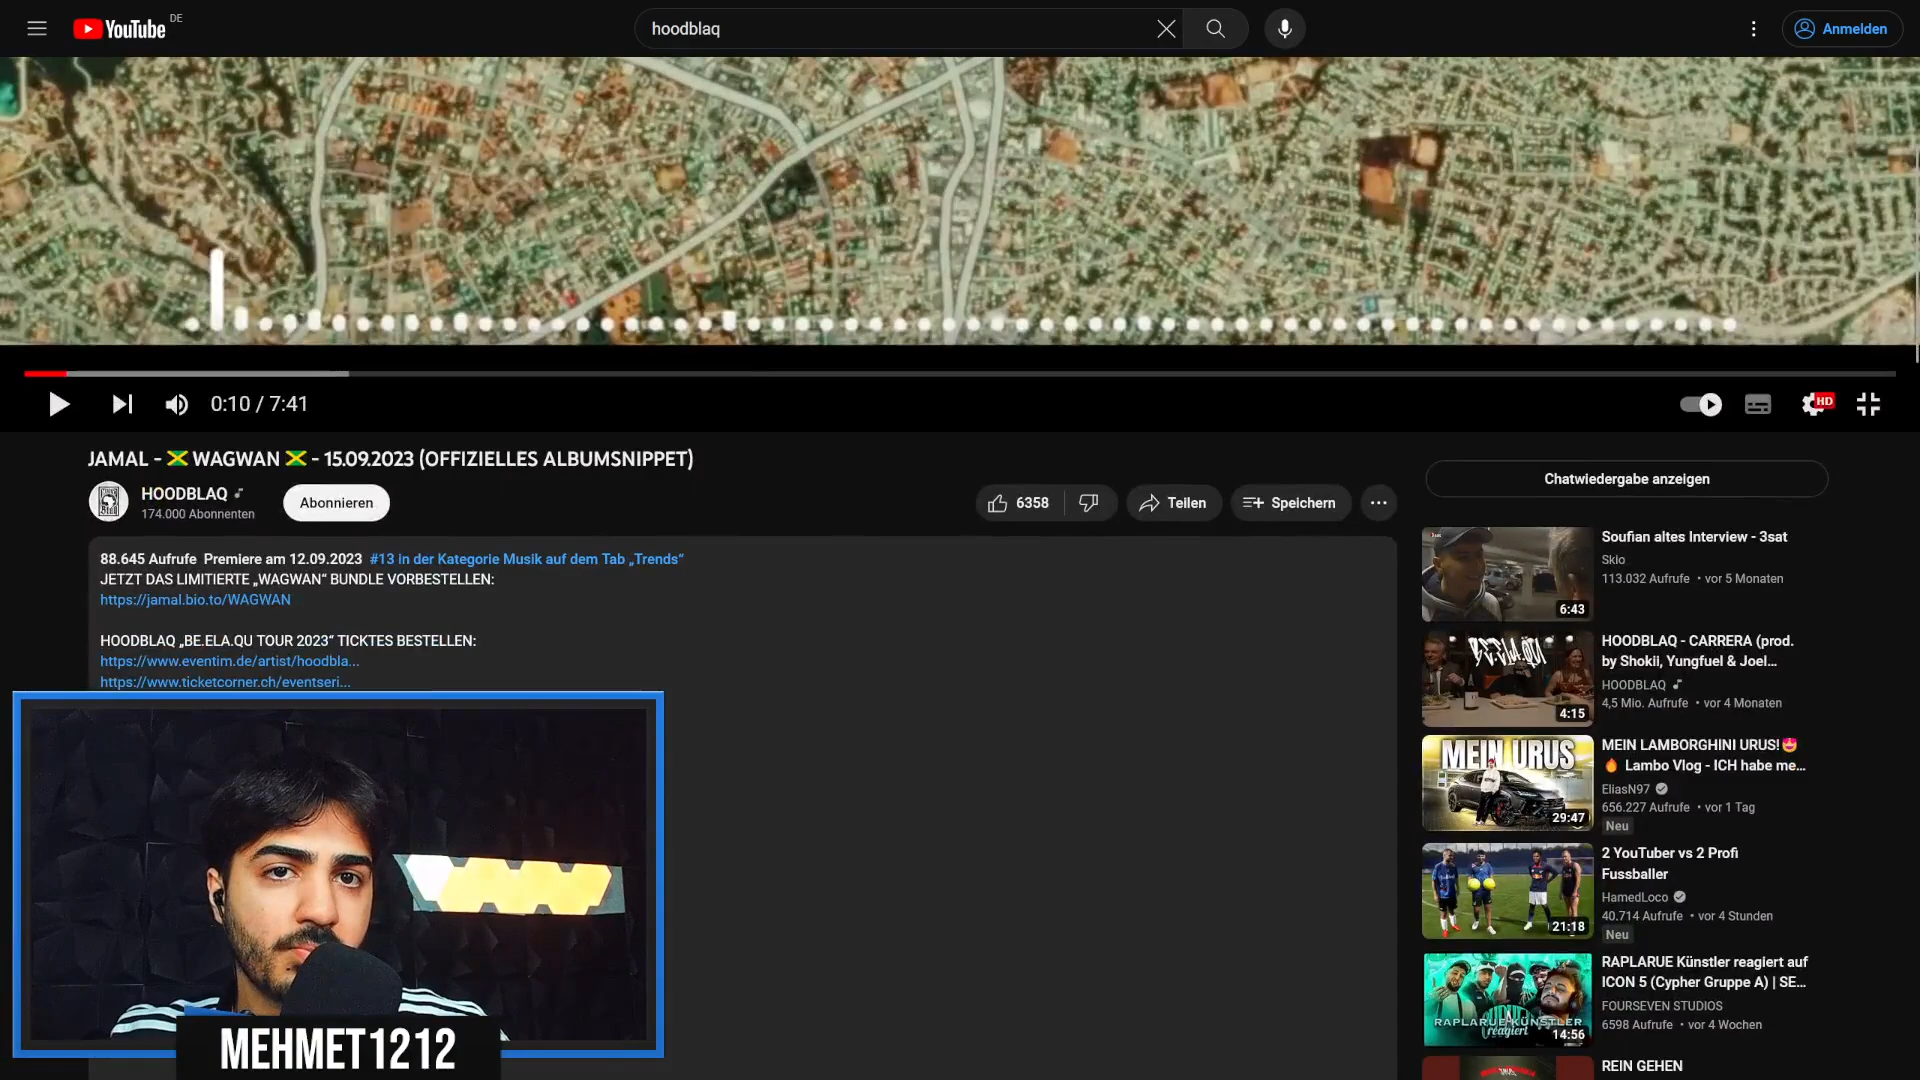 YouTube DE
hoodblaq
Anmelden
0:10 / 7:41
HD
JAMAL - 🇯🇲 WAGWAN 🇯🇲 - 15.09.2023 (OFFIZIELLES ALBUMSNIPPET)
HOODBLAQ
174.000 Abonnenten
Abonnieren
6358
Teilen
Speichern
88.645 Aufrufe Premiere am 12.09.2023 #13 in der Kategorie Musik auf dem Tab „Trends“
JETZT DAS LIMITIERTE „WAGWAN“ BUNDLE VORBESTELLEN:
https://jamal.bio.to/WAGWAN
HOODBLAQ „BE.ELA.QU TOUR 2023“ TICKTES BESTELLEN:
https://www.eventim.de/artist/hoodbla...
https://www.ticketcorner.ch/eventseri...
MEHMET1212
Chatwiedergabe anzeigen
6:43
Soufian altes Interview - 3sat
Skio
113.032 Aufrufe • vor 5 Monaten
BE.ELA.QU
4:15
HOODBLAQ - CARRERA (prod.
by Shokii, Yungfuel & Joel...
HOODBLAQ
4,5 Mio. Aufrufe • vor 4 Monaten
MEIN URUS
29:47
MEIN LAMBORGHINI URUS!😍
🔥 Lambo Vlog - ICH habe me...
EliasN97
656.227 Aufrufe • vor 1 Tag
Neu
21:18
2 YouTuber vs 2 Profi
Fussballer
HamedLoco
40.714 Aufrufe • vor 4 Stunden
Neu
RAPLARUE KÜNSTLER
reagiert
14:56
RAPLARUE Künstler reagiert auf
ICON 5 (Cypher Gruppe A) | SE...
FOURSEVEN STUDIOS
6598 Aufrufe • vor 4 Wochen
REIN GEHEN